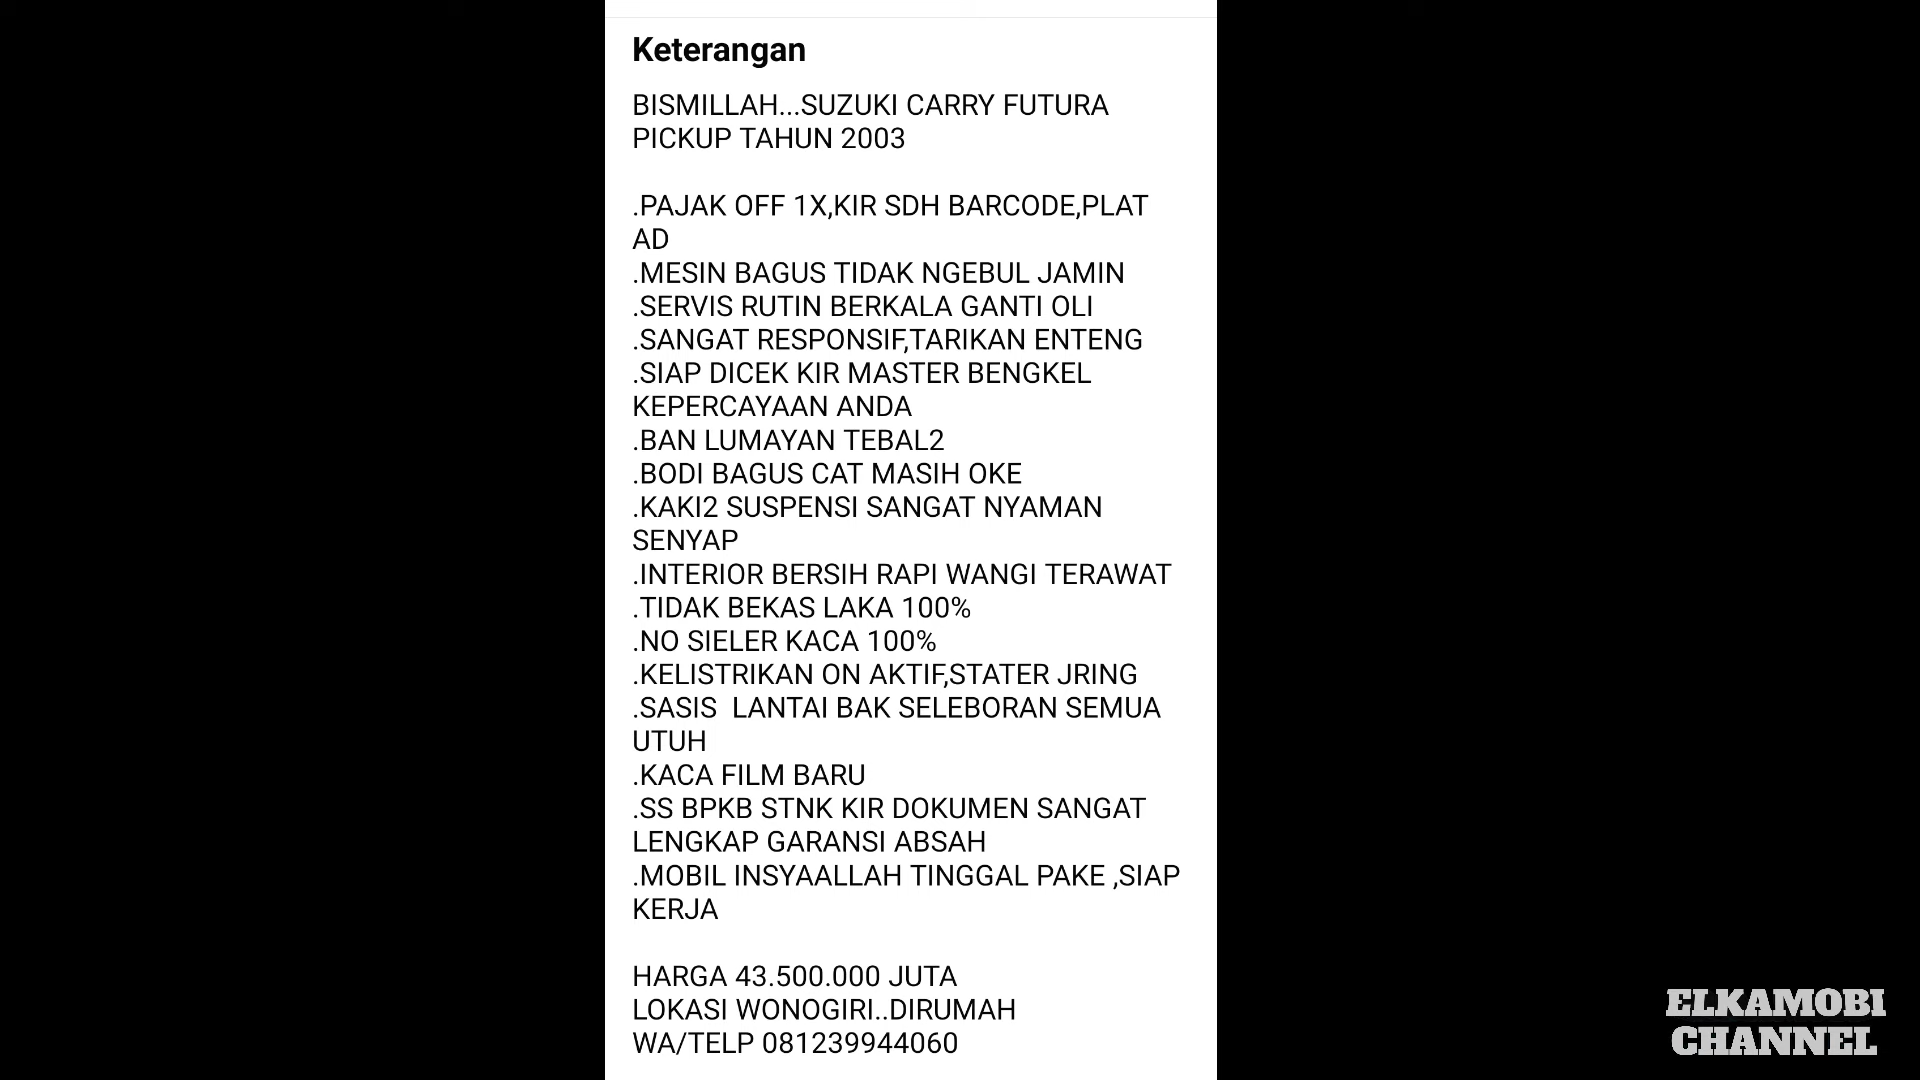 Keterangan
BISMILLAH...SUZUKI CARRY FUTURA
PICKUP TAHUN 2003
.PAJAK OFF 1X,KIR SDH BARCODE,PLAT
AD
.MESIN BAGUS TIDAK NGEBUL JAMIN
.SERVIS RUTIN BERKALA GANTI OLI
.SANGAT RESPONSIF,TARIKAN ENTENG
.SIAP DICEK KIR MASTER BENGKEL
KEPERCAYAAN ANDA
.BAN LUMAYAN TEBAL2
.BODI BAGUS CAT MASIH OKE
.KAKI2 SUSPENSI SANGAT NYAMAN
SENYAP
.INTERIOR BERSIH RAPI WANGI TERAWAT
.TIDAK BEKAS LAKA 100%
.NO SIELER KACA 100%
.KELISTRIKAN ON AKTIF,STATER JRING
.SASIS  LANTAI BAK SELEBORAN SEMUA
UTUH
.KACA FILM BARU
.SS BPKB STNK KIR DOKUMEN SANGAT
LENGKAP GARANSI ABSAH
.MOBIL INSYAALLAH TINGGAL PAKE ,SIAP
KERJA
HARGA 43.500.000 JUTA
LOKASI WONOGIRI..DIRUMAH
WA/TELP 081239944060
ELKAMOBI
CHANNEL